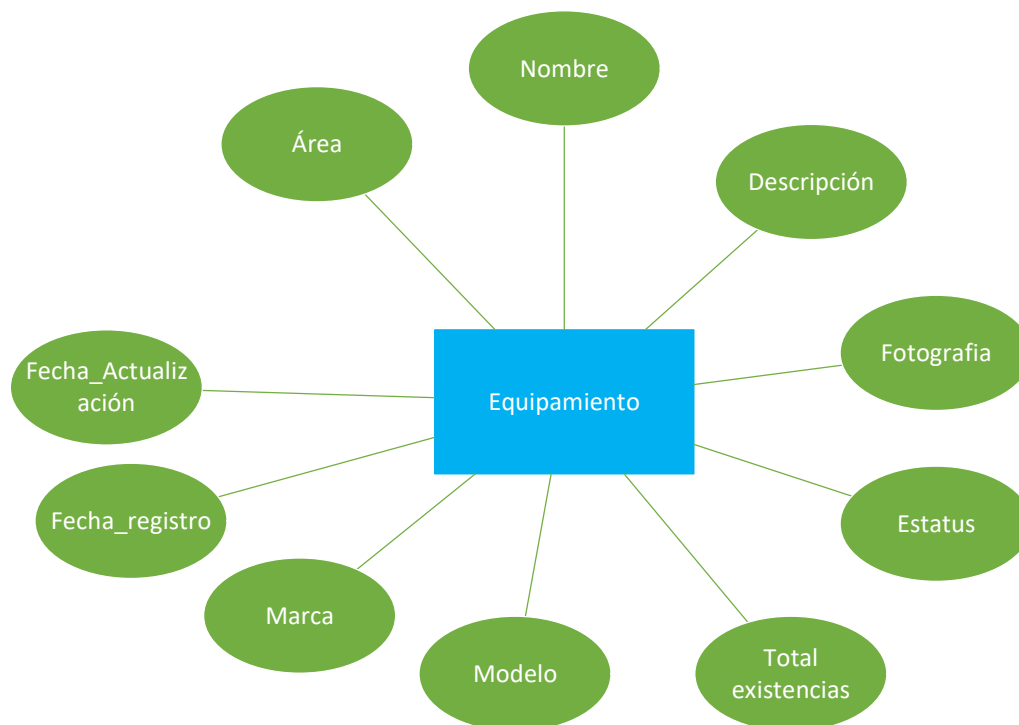 Nombre
Área
Descripción
Fotografia
Fecha_Actualiz
ación
Equipamiento
Fecha_registro
Estatus
Marca
Modelo
Total
existencias